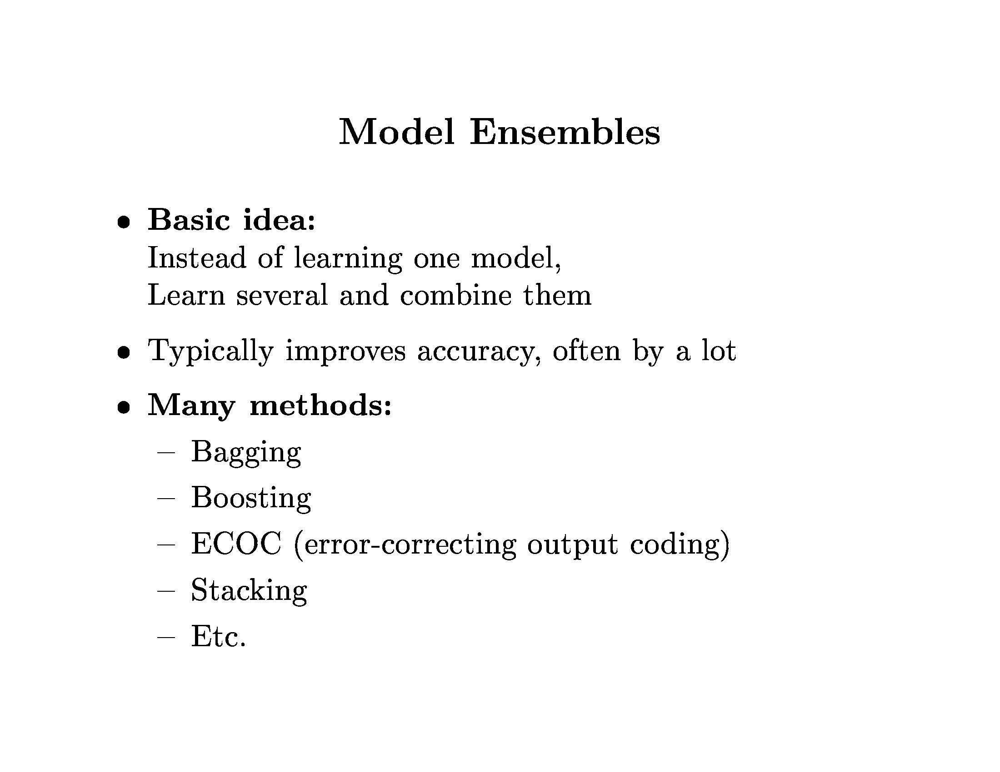 Model Ensembles
• Basic idea:
Instead of learning one model,
Learn several and combine them
• Typically improves accuracy, often by a lot
• Many methods:
– Bagging
– Boosting
– ECOC (error-correcting output coding)
– Stacking
– Etc.